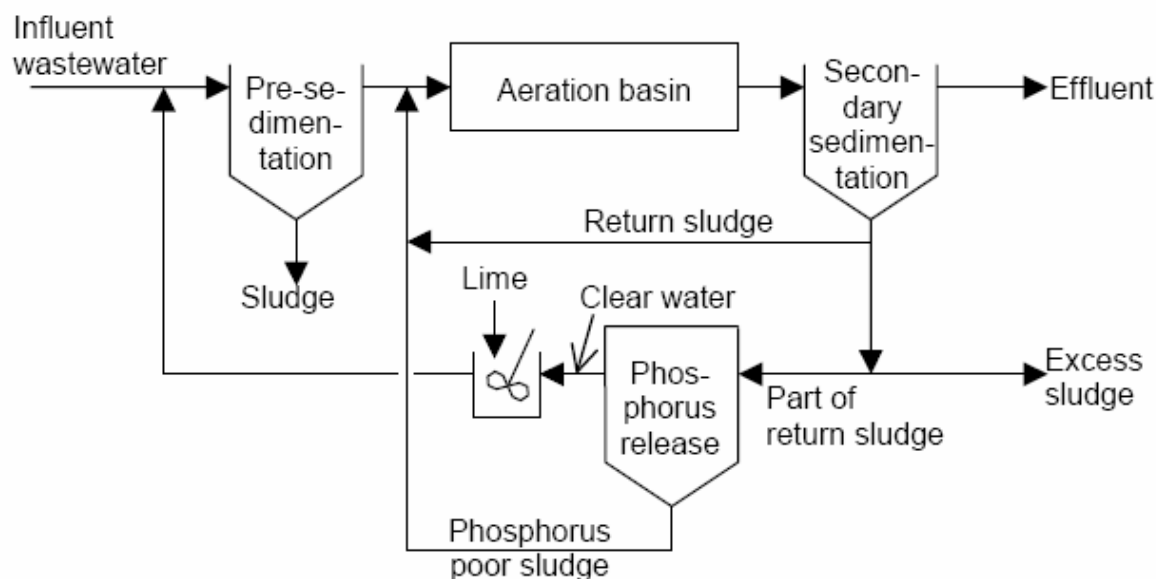 Influent
wastewater
Pre-se-
dimen-
tation
Aeration basin
Secon-
dary
sedimen-
tation
Effluent
Return sludge
Sludge
Lime
Clear water
Phos-
phorus
release
Part of
return sludge
Excess
sludge
Phosphorus
poor sludge